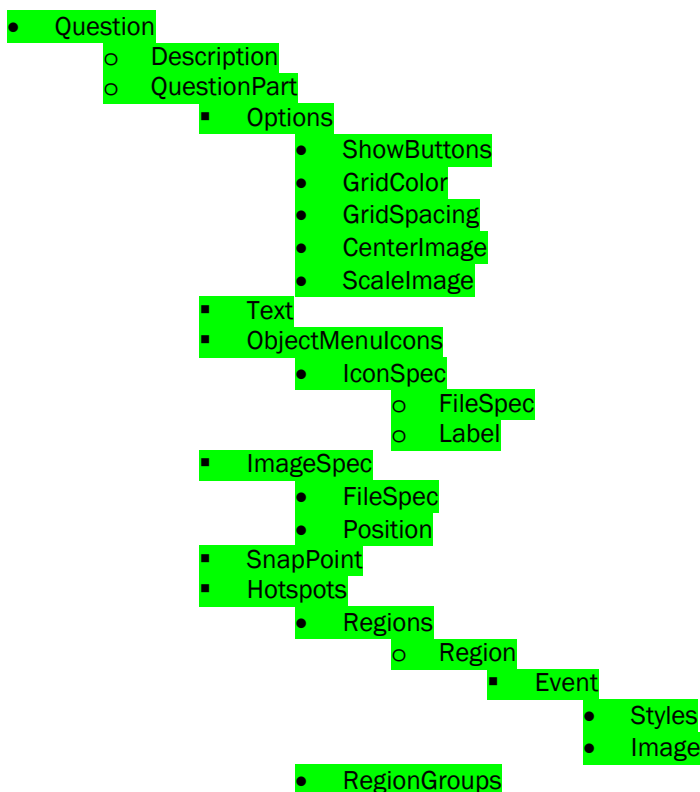 • Question
o Description
o QuestionPart
▪ Options
• ShowButtons
• GridColor
• GridSpacing
• CenterImage
• ScaleImage
▪ Text
▪ ObjectMenuIcons
• IconSpec
o FileSpec
o Label
▪ ImageSpec
• FileSpec
• Position
▪ SnapPoint
▪ Hotspots
• Regions
o Region
▪ Event
• Styles
• Image
• RegionGroups